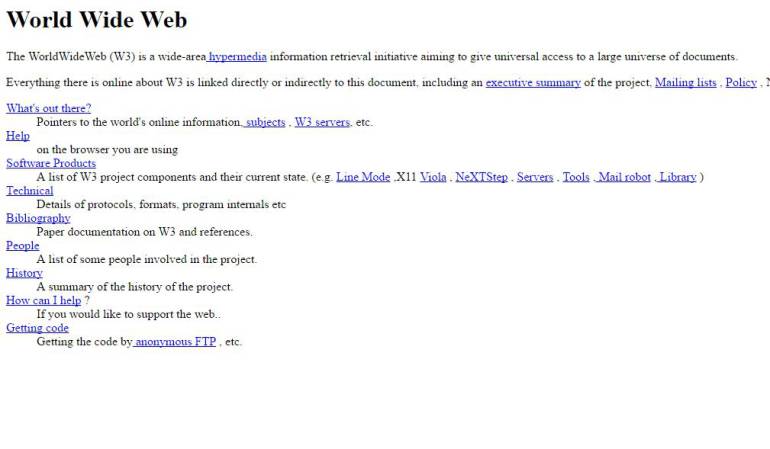 World Wide Web
The WorldWideWeb (W3) is a wide-area hypermedia information retrieval initiative aiming to give universal access to a large universe of documents.
Everything there is online about W3 is linked directly or indirectly to this document, including an executive summary of the project, Mailing lists , Policy ,
What's out there?
Pointers to the world's online information, subjects , W3 servers, etc.
Help
on the browser you are using
Software Products
A list of W3 project components and their current state. (e.g. Line Mode ,X11 Viola , NeXTStep , Servers , Tools , Mail robot , Library )
Technical
Details of protocols, formats, program internals etc
Bibliography
Paper documentation on W3 and references.
People
A list of some people involved in the project.
History
A summary of the history of the project.
How can I help ?
If you would like to support the web..
Getting code
Getting the code by anonymous FTP , etc.